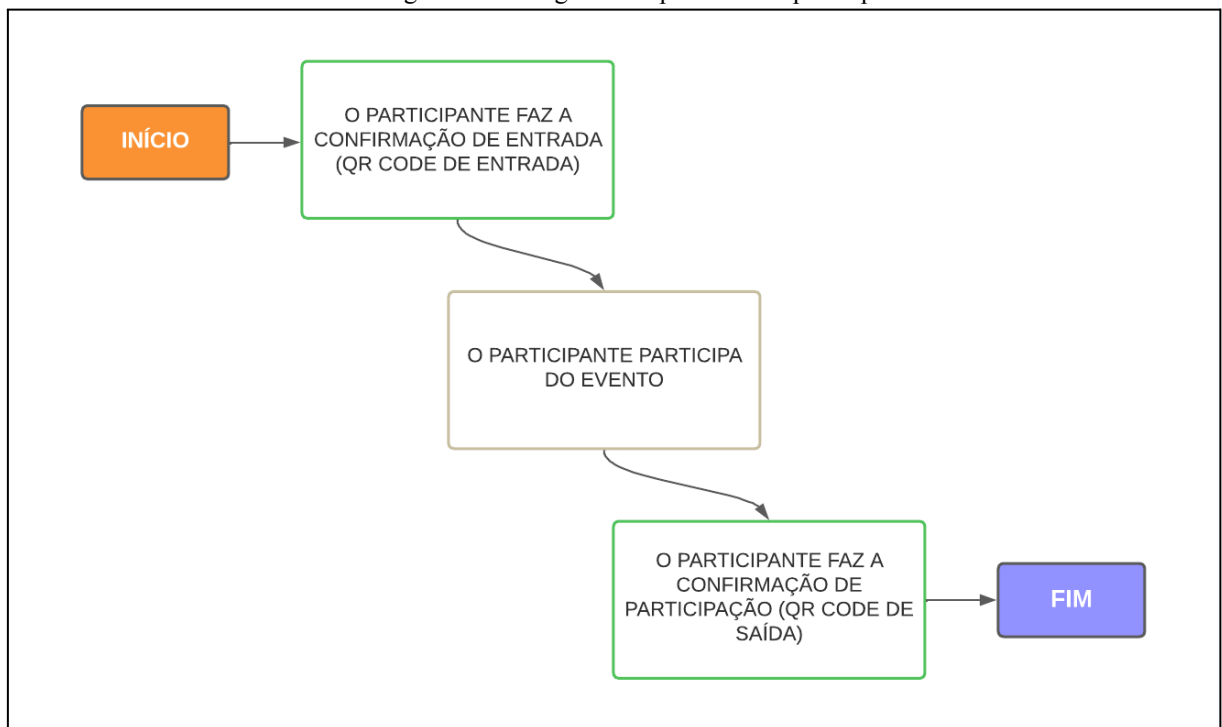 INÍCIO
O PARTICIPANTE FAZ A
CONFIRMAÇÃO DE ENTRADA
(QR CODE DE ENTRADA)
O PARTICIPANTE PARTICIPA
DO EVENTO
O PARTICIPANTE FAZ A
CONFIRMAÇÃO DE
PARTICIPAÇÃO (QR CODE DE
SAÍDA)
FIM